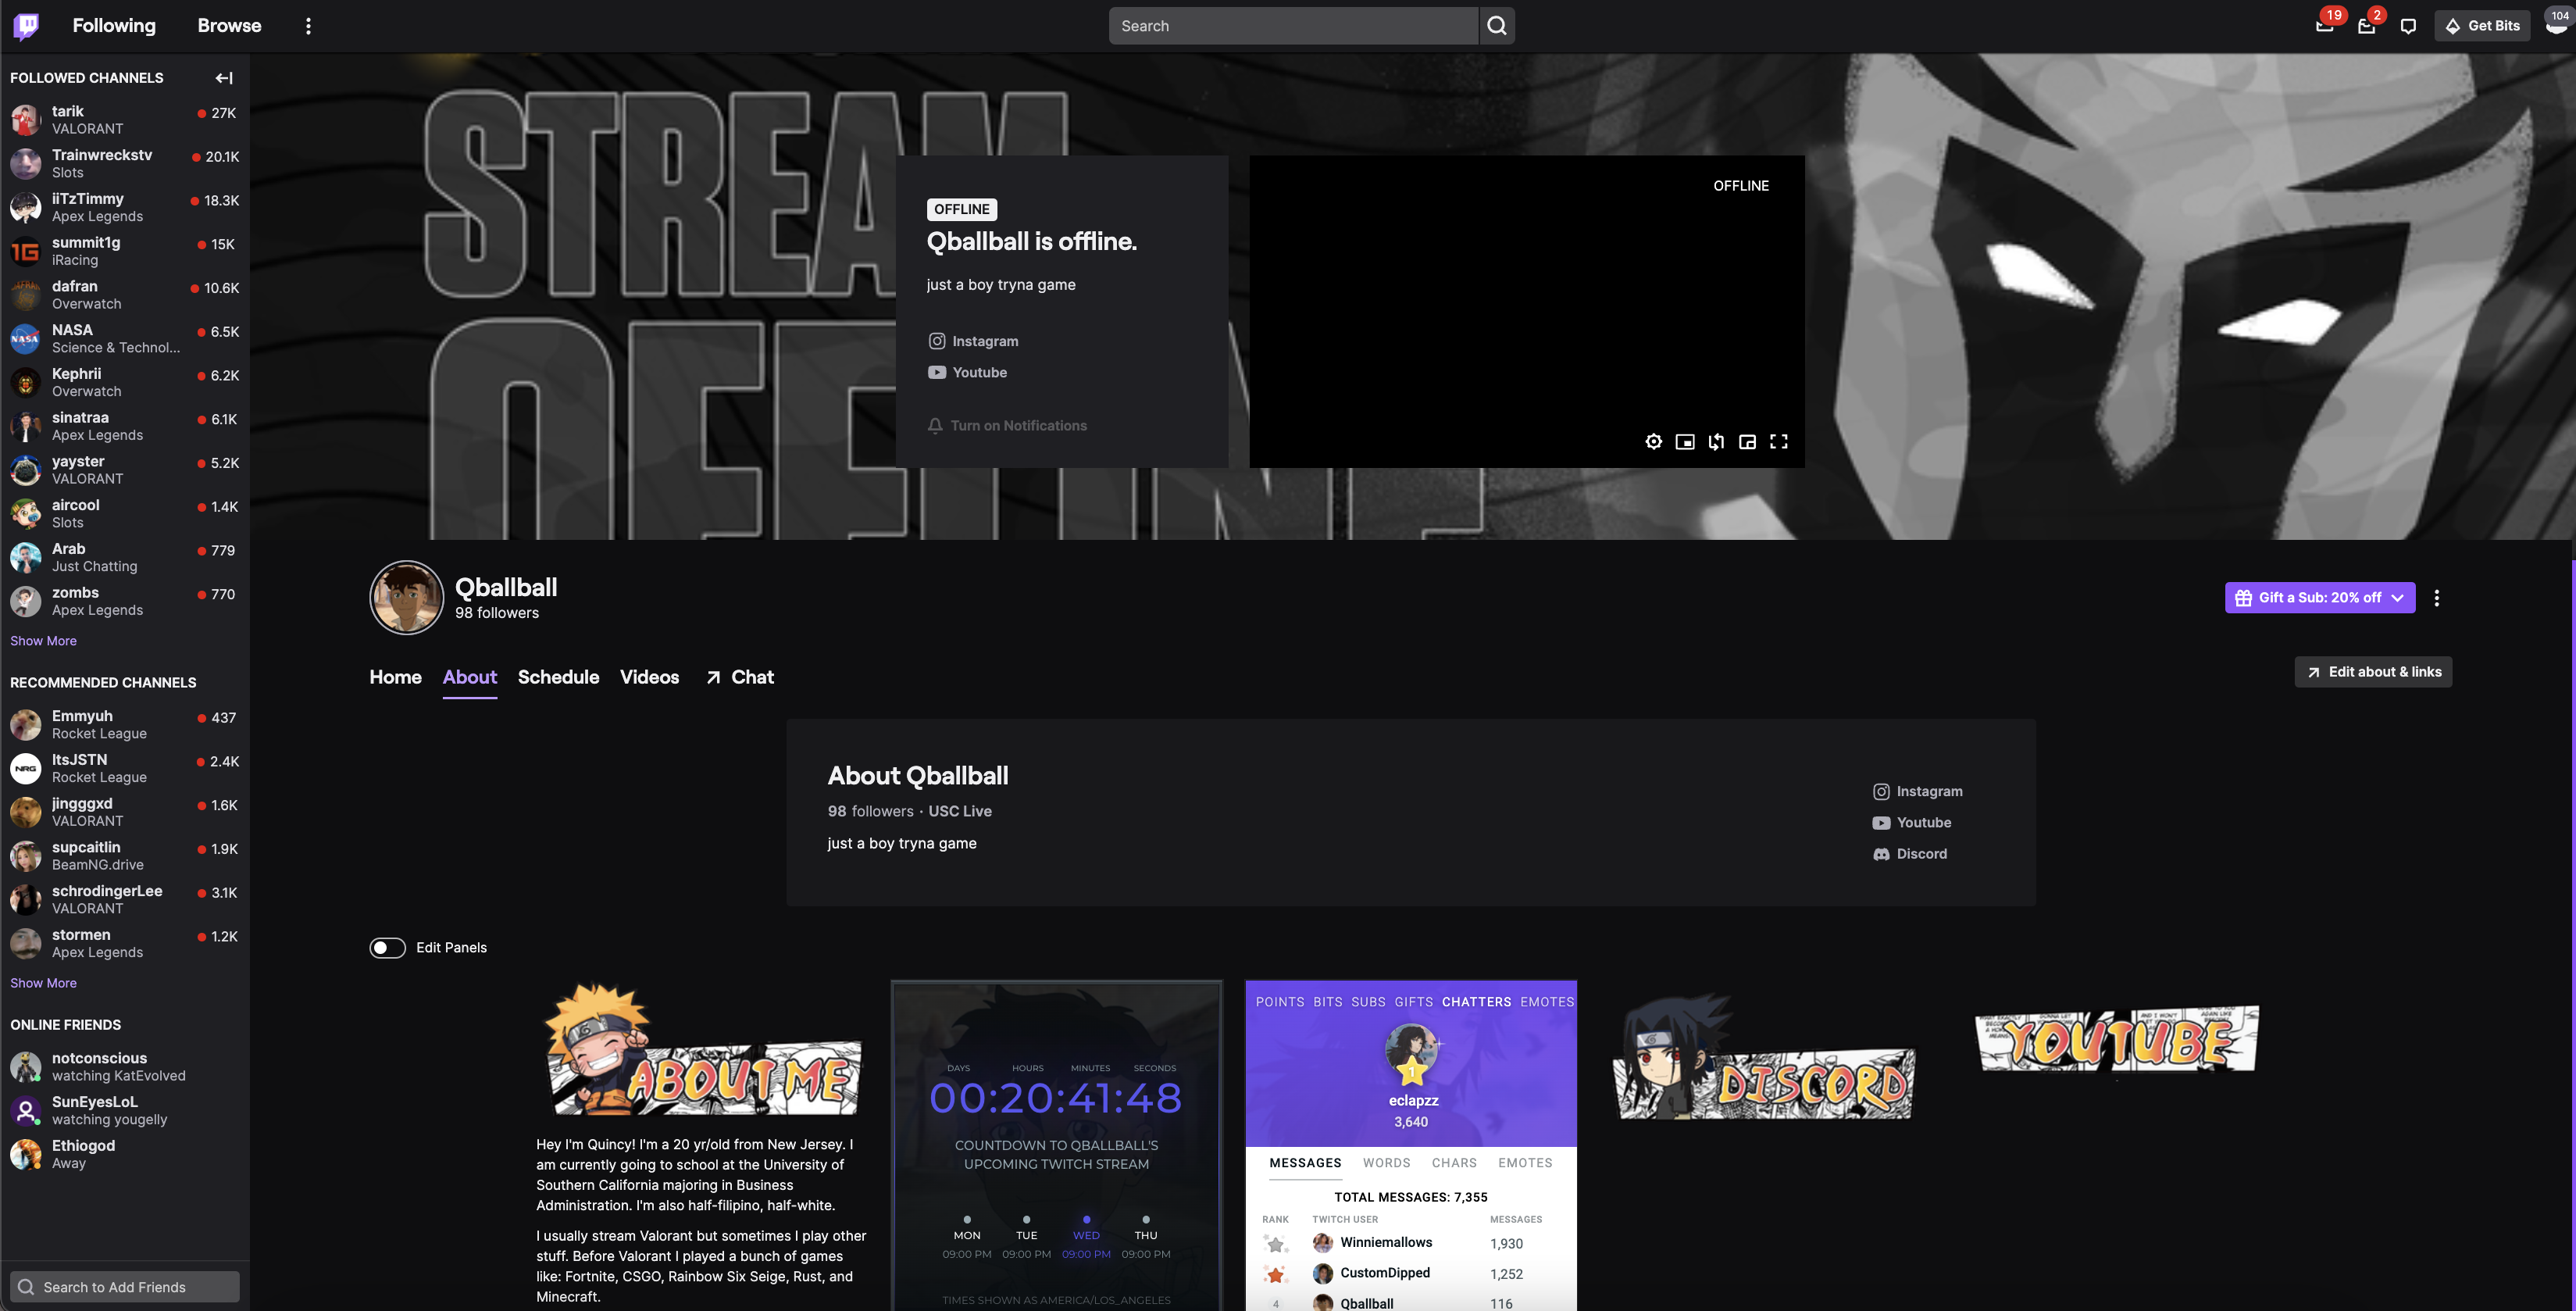 Following
Browse
Search
19
2
Get Bits
104
FOLLOWED CHANNELS
tarik
27K
VALORANT
Trainwreckstv
20.1K
Slots
iiTzTimmy
18.3K
Apex Legends
summit1g
15K
iRacing
dafran
10.6K
Overwatch
NASA
6.5K
Science & Technol...
Kephrii
6.2K
Overwatch
sinatraa
6.1K
Apex Legends
yayster
5.2K
VALORANT
aircool
1.4K
Slots
Arab
779
Just Chatting
zombs
770
Apex Legends
Show More
RECOMMENDED CHANNELS
Emmyuh
437
Rocket League
ItsJSTN
2.4K
Rocket League
jingggxd
1.6K
VALORANT
supcaitlin
1.9K
BeamNG.drive
schrodingerLee
3.1K
VALORANT
stormen
1.2K
Apex Legends
Show More
ONLINE FRIENDS
notconscious
watching KatEvolved
SunEyesLoL
watching yougelly
Ethiogod
Away
Search to Add Friends
STREAM
OFFLINE
OFFLINE
Qballball is offline.
just a boy tryna game
Instagram
Youtube
Turn on Notifications
OFFLINE
Qballball
98 followers
Gift a Sub: 20% off
Home
About
Schedule
Videos
Chat
Edit about & links
About Qballball
98 followers · USC Live
just a boy tryna game
Instagram
Youtube
Discord
Edit Panels
ABOUT ME
Hey I'm Quincy! I'm a 20 yr/old from New Jersey. I
am currently going to school at the University of
Southern California majoring in Business
Administration. I'm also half-filipino, half-white.
I usually stream Valorant but sometimes I play other
stuff. Before Valorant I played a bunch of games
like: Fortnite, CSGO, Rainbow Six Seige, Rust, and
Minecraft.
DAYS HOURS MINUTES SECONDS
00:20:41:48
COUNTDOWN TO QBALLBALL'S
UPCOMING TWITCH STREAM
MON TUE WED THU
09:00 PM 09:00 PM 09:00 PM 09:00 PM
TIMES SHOWN AS AMERICA/LOS_ANGELES
POINTS BITS SUBS GIFTS CHATTERS EMOTES
1
eclapzz
3,640
MESSAGES WORDS CHARS EMOTES
TOTAL MESSAGES: 7,355
RANK TWITCH USER MESSAGES
Winniemallows 1,930
CustomDipped 1,252
4 Qballball 116
DISCORD
YOUTUBE